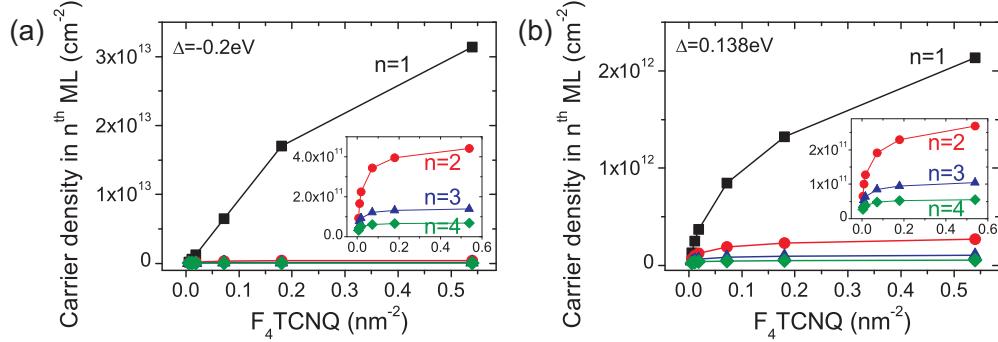 (a)
Carrier density in nth ML (cm-2)
Δ=-0.2eV
n=1
3x10^13
2x10^13
1x10^13
0
0.0 0.1 0.2 0.3 0.4 0.5
F4TCNQ (nm-2)
4.0x10^11
2.0x10^11
0.0
n=2
n=3
n=4
0.0 0.2 0.4 0.6
(b)
Carrier density in nth ML (cm-2)
Δ=0.138eV
n=1
2x10^12
1x10^12
0
0.0 0.1 0.2 0.3 0.4 0.5
F4TCNQ (nm-2)
2x10^11
1x10^11
0
n=2
n=3
n=4
0.0 0.2 0.4 0.6